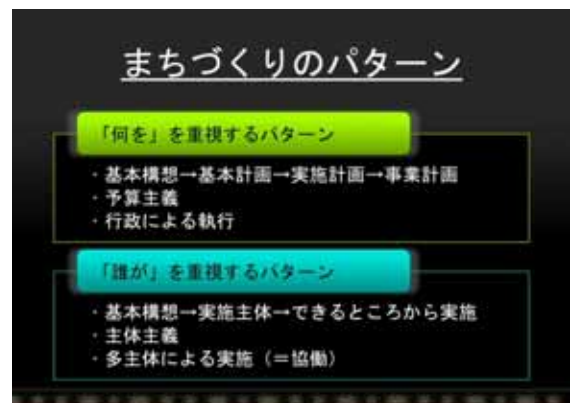 まちづくりのパターン
「何を」を重視するパターン
・基本構想→基本計画→実施計画→事業計画
・予算主義
・行政による執行
「誰が」を重視するパターン
・基本構想→実施主体→できるところから実施
・主体主義
・多主体による実施（＝協働）